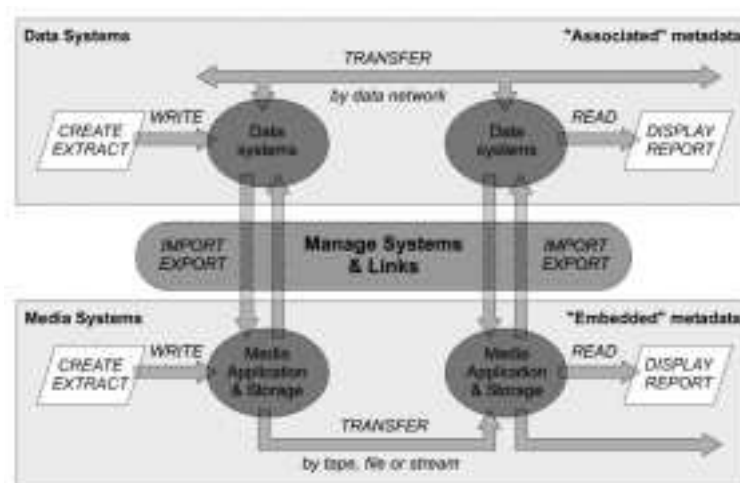 Data Systems
"Associated" metadata
TRANSFER
by data network
CREATE
EXTRACT
WRITE
Data
systems
Data
systems
READ
DISPLAY
REPORT
IMPORT
EXPORT
Manage Systems
& Links
IMPORT
EXPORT
Media Systems
"Embedded" metadata
CREATE
EXTRACT
WRITE
Media
Application
& Storage
Media
Application
& Storage
READ
DISPLAY
REPORT
TRANSFER
by tape, file or stream